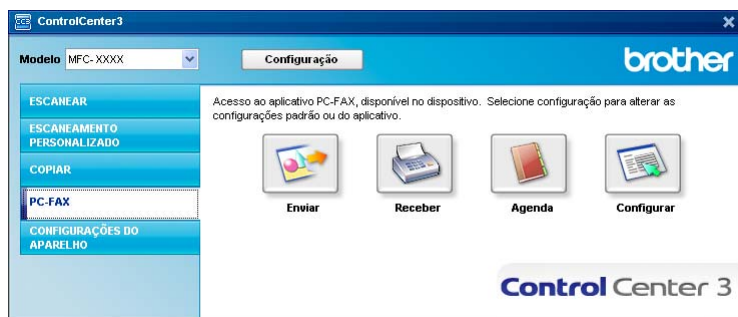 ControlCenter3
Modelo MFC-XXXX
Configuração
brother
ESCANEAR
ESCANEAMENTO
PERSONALIZADO
COPIAR
PC-FAX
CONFIGURAÇÕES DO
APARELHO
Acesso ao aplicativo PC-FAX, disponível no dispositivo. Selecione configuração para alterar as
configurações padrão ou do aplicativo.
Enviar
Receber
Agenda
Configurar
Control Center 3